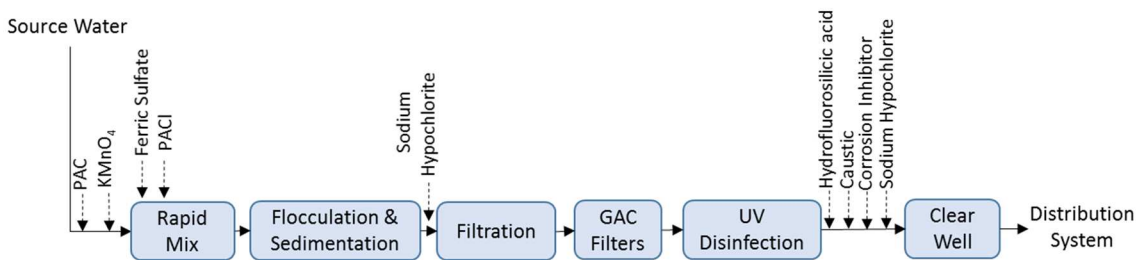 Source Water
PAC
KMnO4
Ferric Sulfate
PACl
Rapid
Mix
Flocculation &
Sedimentation
Sodium
Hypochlorite
Filtration
GAC
Filters
UV
Disinfection
Hydrofluorosilicic acid
Caustic
Corrosion Inhibitor
Sodium Hypochlorite
Clear
Well
Distribution
System